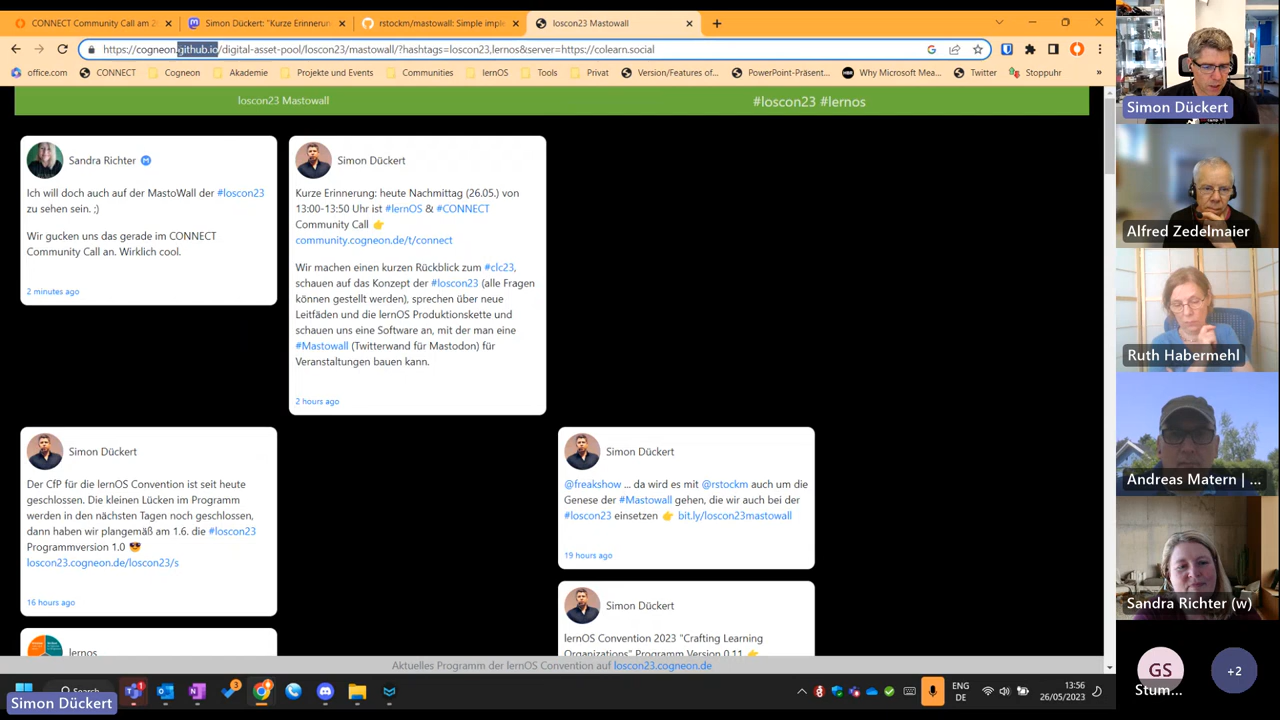 CONNECT Community Call am 2
Simon Dückert: "Kurze Erinnerun
rstockm/mastowall: Simple imple
loscon23 Mastowall
https://cogneon.github.io/digital-asset-pool/loscon23/mastowall/?hashtags=loscon23,lernos&server=https://colearn.social
office.com
CONNECT
Cogneon
Akademie
Projekte und Events
Communities
lernOS
Tools
Privat
Version/Features of...
PowerPoint-Präsent...
Why Microsoft Mea...
Twitter
Stoppuhr
»
loscon23 Mastowall
#loscon23 #lernos
Sandra Richter
Ich will doch auch auf der MastoWall der #loscon23
zu sehen sein. ;)
Wir gucken uns das gerade im CONNECT
Community Call an. Wirklich cool.
2 minutes ago
Simon Dückert
Kurze Erinnerung: heute Nachmittag (26.05.) von
13:00-13:50 Uhr ist #lernOS & #CONNECT
Community Call 👉
community.cogneon.de/t/connect
Wir machen einen kurzen Rückblick zum #clc23,
schauen auf das Konzept der #loscon23 (alle Fragen
können gestellt werden), sprechen über neue
Leitfäden und die lernOS Produktionskette und
schauen uns eine Software an, mit der man eine
#Mastowall (Twitterwand für Mastodon) für
Veranstaltungen bauen kann.
2 hours ago
Simon Dückert
Der CfP für die lernOS Convention ist seit heute
geschlossen. Die kleinen Lücken im Programm
werden in den nächsten Tagen noch geschlossen,
dann haben wir plangemäß am 1.6. die #loscon23
Programmversion 1.0 😎
loscon23.cogneon.de/loscon23/s
16 hours ago
Simon Dückert
@freakshow ... da wird es mit @rstockm auch um die
Genese der #Mastowall gehen, die wir auch bei der
#loscon23 einsetzen 👉 bit.ly/loscon23mastowall
19 hours ago
lernos
Simon Dückert
lernOS Convention 2023 "Crafting Learning
Organizations" Programm Version 0.11 👉
Aktuelles Programm der lernOS Convention auf loscon23.cogneon.de
Simon Dückert
Alfred Zedelmaier
Ruth Habermehl
Andreas Matern | ...
Sandra Richter (w)
GS
Stum...
+2
Search
1
3
ENG
DE
13:56
26/05/2023
Simon Dückert